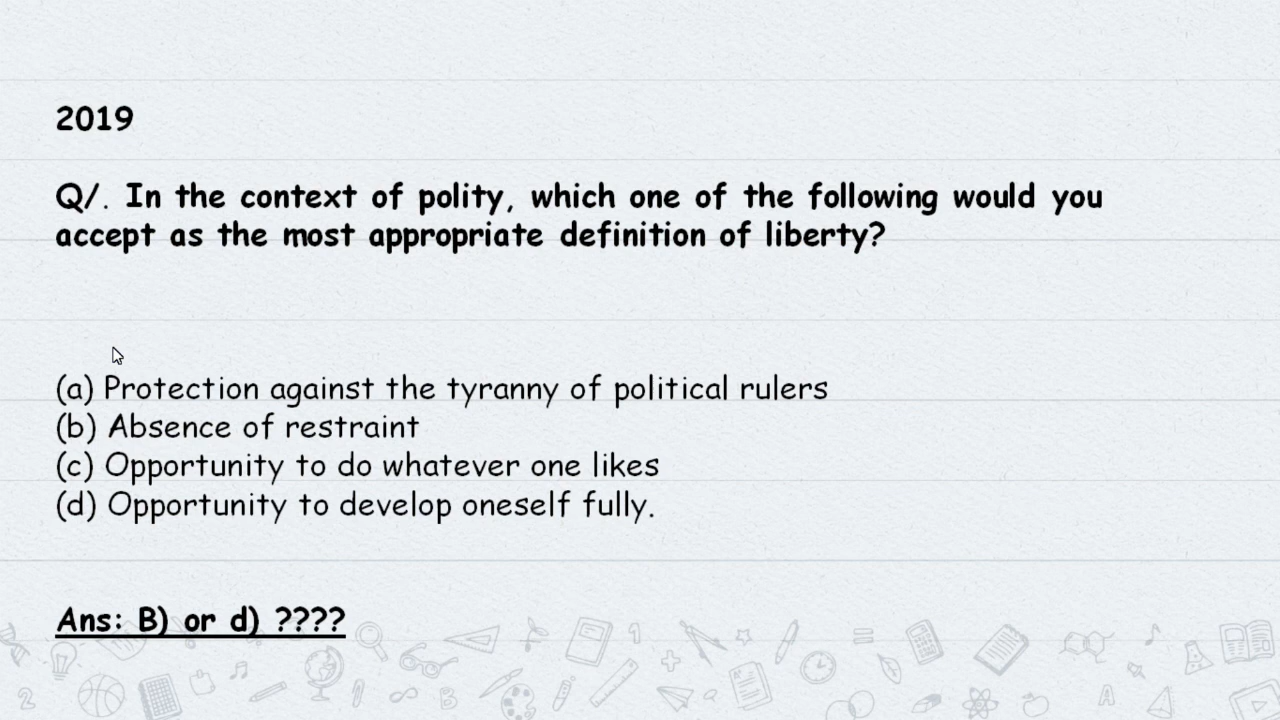 2019
Q/. In the context of polity, which one of the following would you
accept as the most appropriate definition of liberty?
(a) Protection against the tyranny of political rulers
(b) Absence of restraint
(c) Opportunity to do whatever one likes
(d) Opportunity to develop oneself fully.
Ans: B) or d) ????